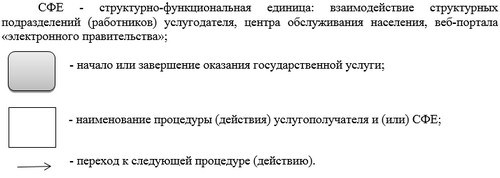 СФЕ - структурно-функциональная единица: взаимодействие структурных
подразделений (работников) услугодателя, центра обслуживания населения, веб-портала
«электронного правительства»;
- начало или завершение оказания государственной услуги;
- наименование процедуры (действия) услугополучателя и (или) СФЕ;
- переход к следующей процедуре (действию).